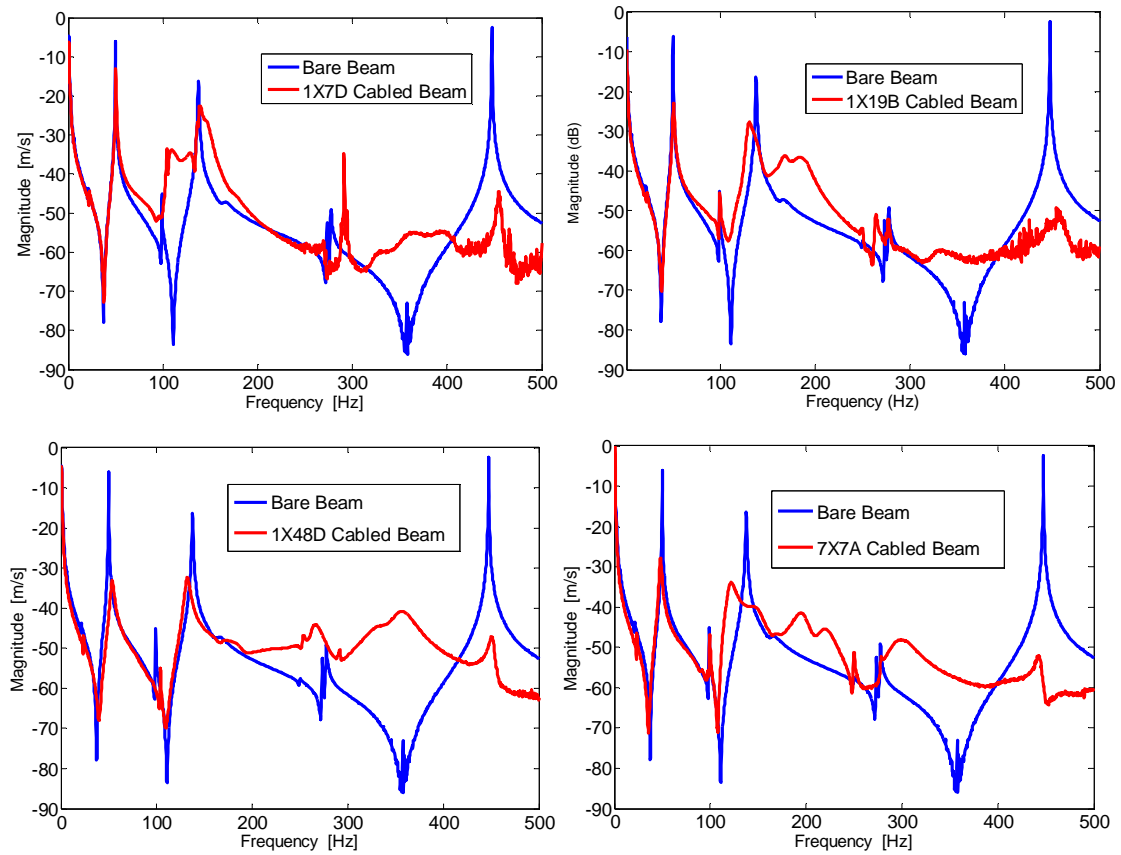 0
-10
-20
-30
-40
-50
-60
-70
-80
-90
Magnitude [m/s]
Bare Beam
1X7D Cabled Beam
0 100 200 300 400 500
Frequency [Hz]
0
-10
-20
-30
-40
-50
-60
-70
-80
-90
Magnitude (dB)
Bare Beam
1X19B Cabled Beam
100 200 300 400 500
Frequency (Hz)
0
-10
-20
-30
-40
-50
-60
-70
-80
-90
Magnitude [m/s]
Bare Beam
1X48D Cabled Beam
0 100 200 300 400 500
Frequency [Hz]
0
-10
-20
-30
-40
-50
-60
-70
-80
-90
Magnitude [m/s]
Bare Beam
7X7A Cabled Beam
0 100 200 300 400 500
Frequency [Hz]